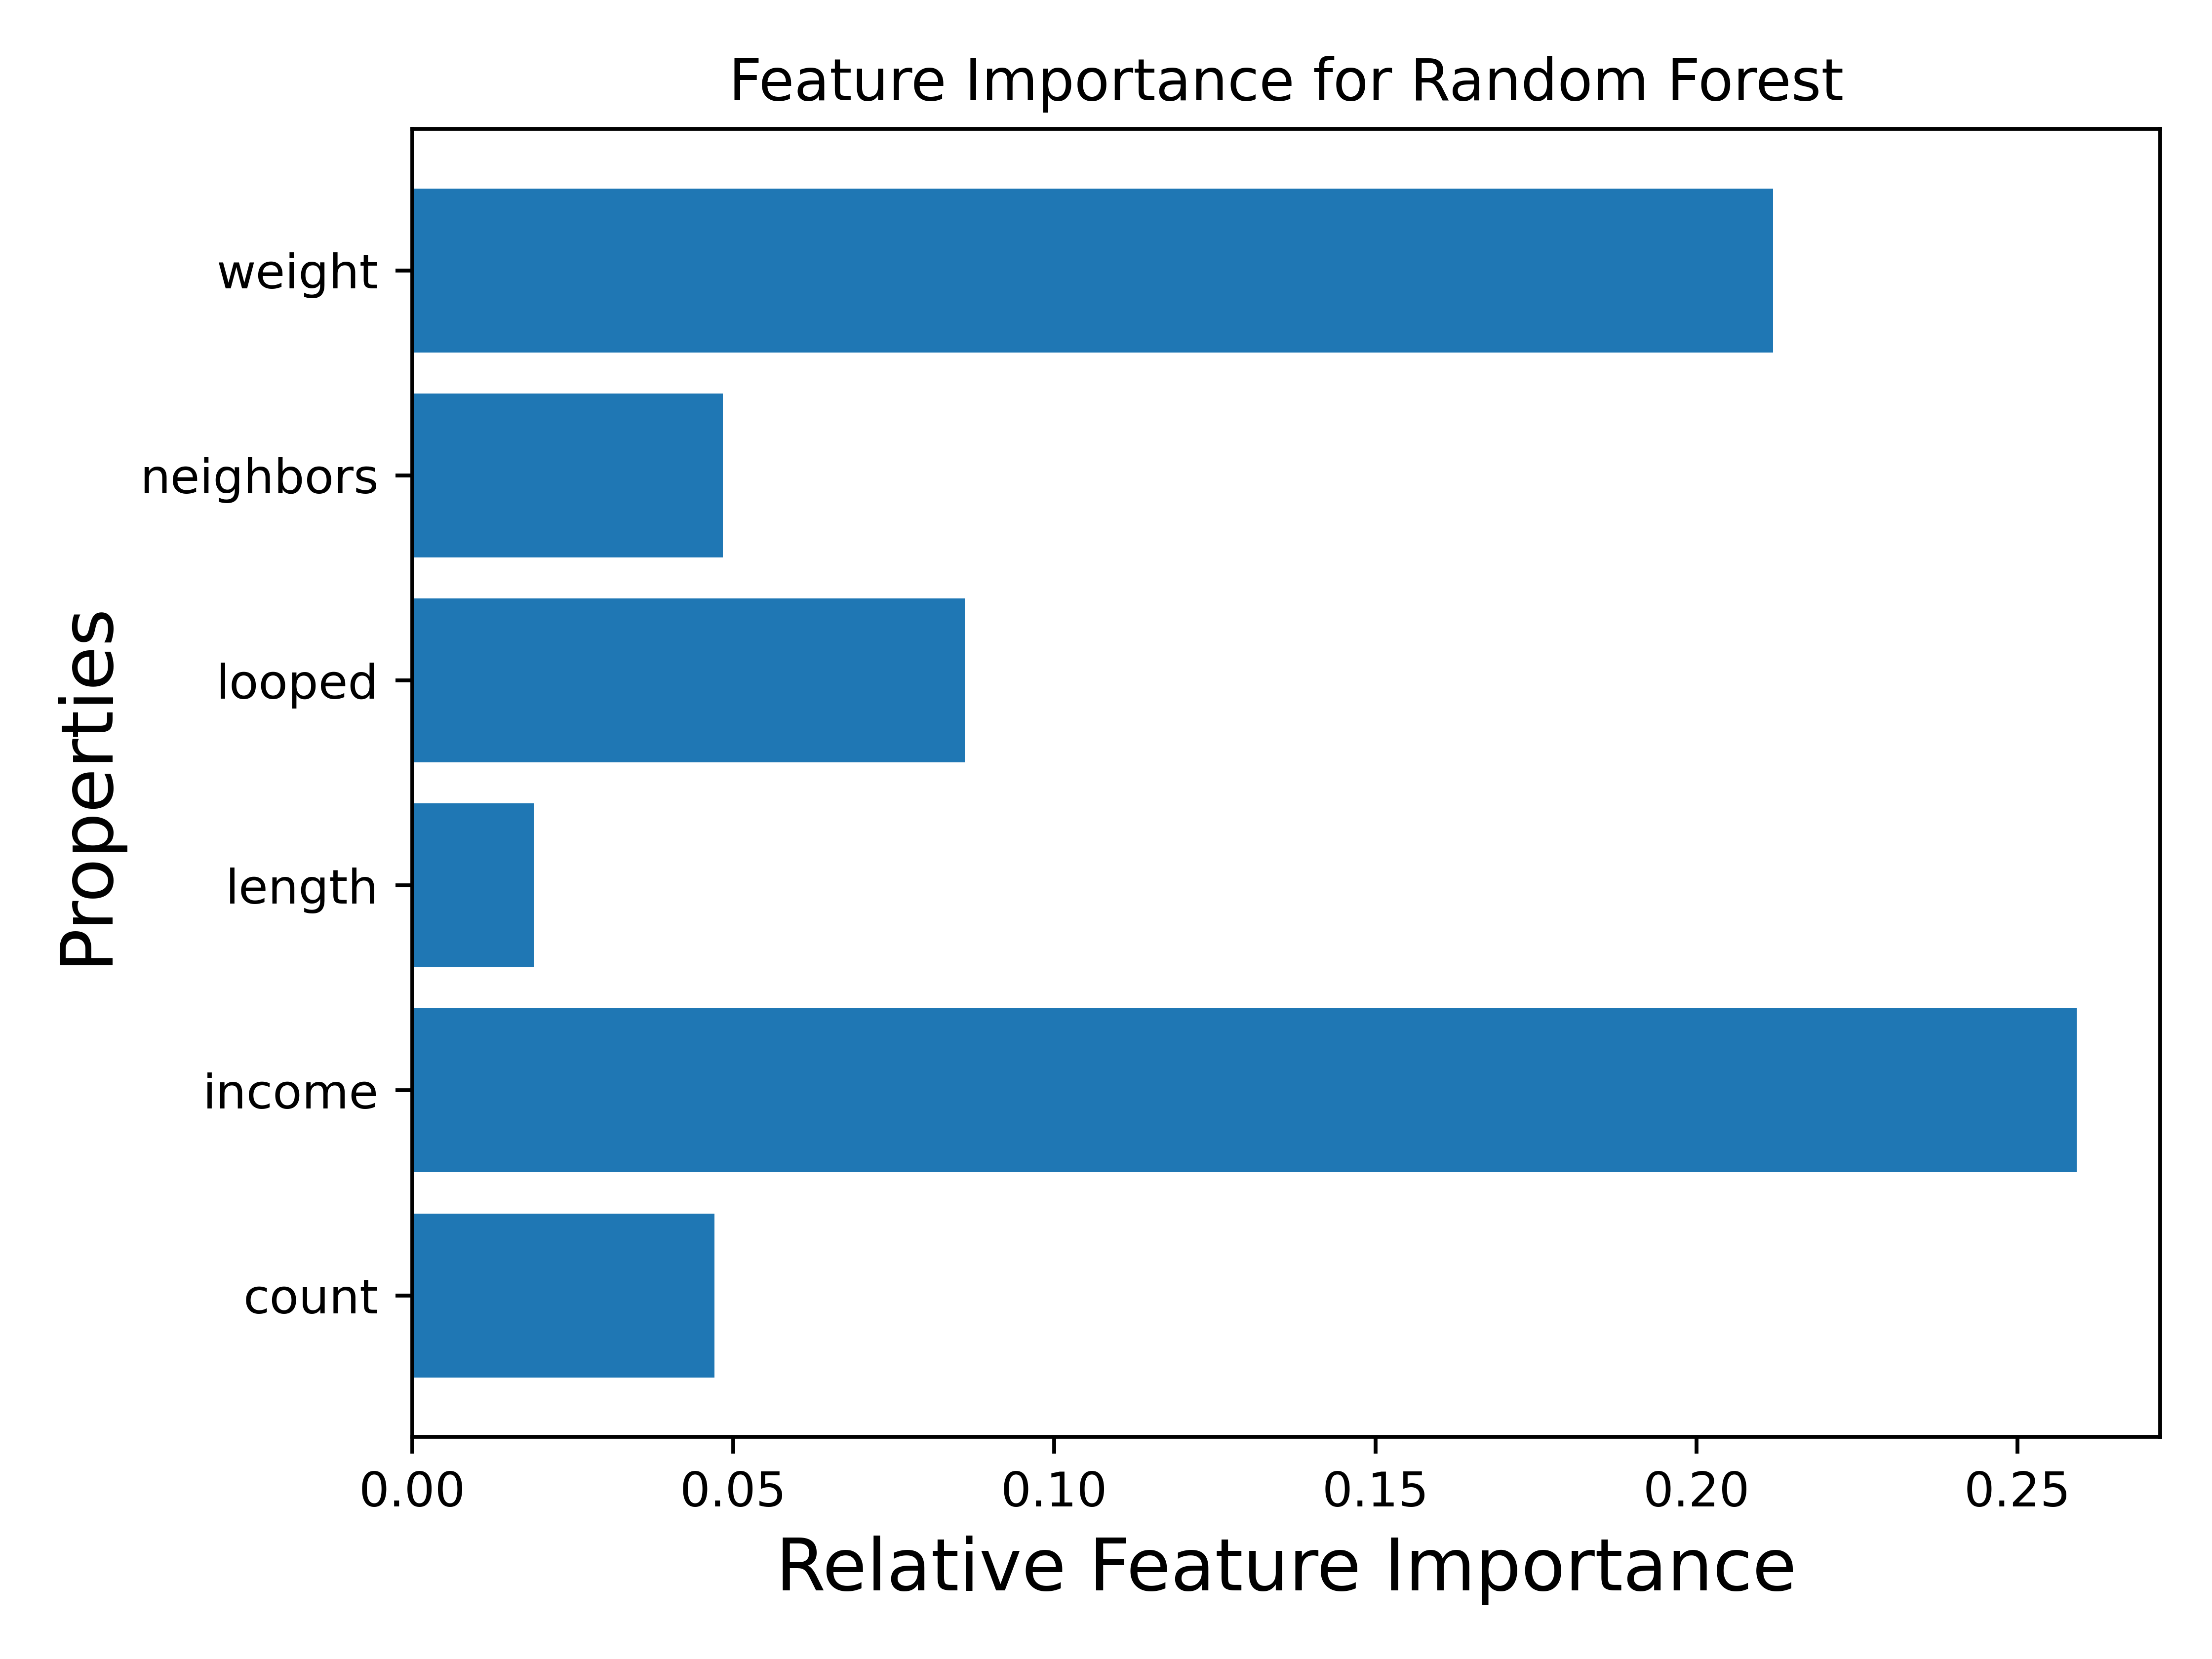 Feature Importance for Random Forest
weight
neighbors
looped
length
income
count
Properties
0.00 0.05 0.10 0.15 0.20 0.25
Relative Feature Importance